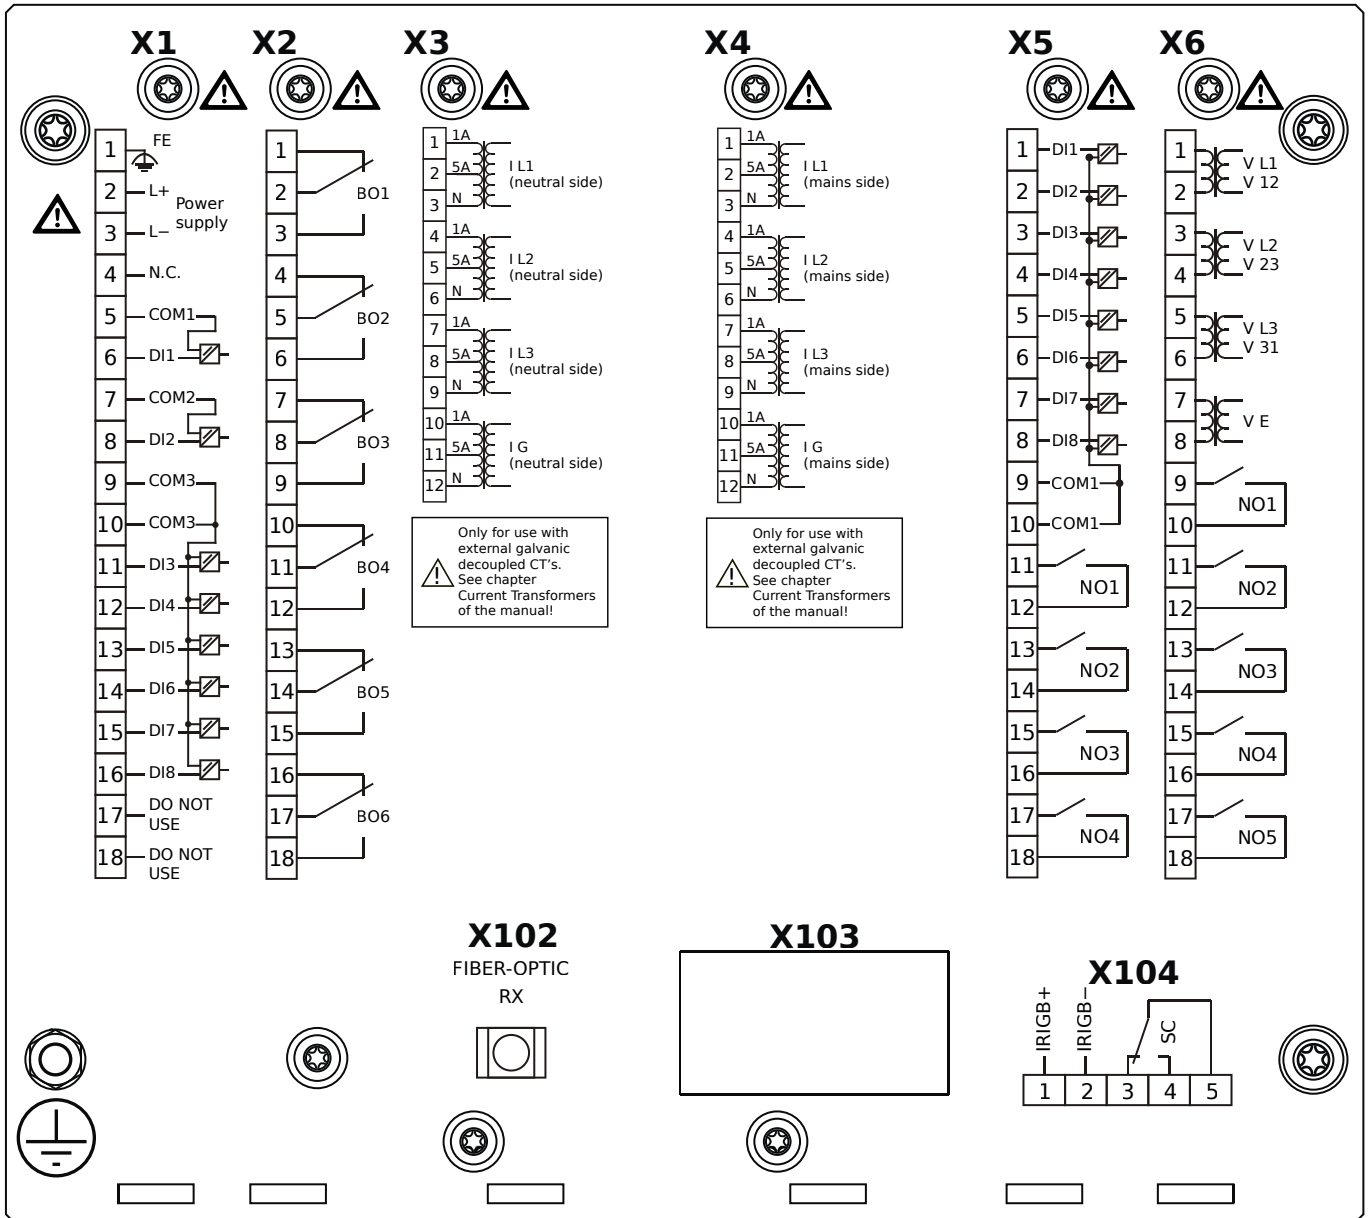 X1
X2
X3
X4
X5
X6
1
FE
2
L+
Power
supply
3
L−
4
N.C.
5
COM1
6
DI1
7
COM2
8
DI2
9
COM3
10
COM3
11
DI3
12
DI4
13
DI5
14
DI6
15
DI7
16
DI8
17
DO NOT
USE
18
DO NOT
USE
1
2
BO1
3
4
5
BO2
6
7
8
BO3
9
10
11
BO4
12
13
14
BO5
15
16
17
BO6
18
1
1A
2
5A
I L1
(neutral side)
3
N
4
1A
5
5A
I L2
(neutral side)
6
N
7
1A
8
5A
I L3
(neutral side)
9
N
10
1A
11
5A
I G
(neutral side)
12
N
Only for use with
external galvanic
decoupled CT’s.
See chapter
Current Transformers
of the manual!
1
1A
2
5A
I L1
(mains side)
3
N
4
1A
5
5A
I L2
(mains side)
6
N
7
1A
8
5A
I L3
(mains side)
9
N
10
1A
11
5A
I G
(mains side)
12
N
Only for use with
external galvanic
decoupled CT’s.
See chapter
Current Transformers
of the manual!
1
DI1
2
DI2
3
DI3
4
DI4
5
DI5
6
DI6
7
DI7
8
DI8
9
COM1
10
COM1
11
NO1
12
13
NO2
14
15
NO3
16
17
NO4
18
1
V L1
V 12
2
3
V L2
V 23
4
5
V L3
V 31
6
7
V E
8
9
NO1
10
11
NO2
12
13
NO3
14
15
NO4
16
17
NO5
18
X102
FIBER-OPTIC
RX
X103
X104
IRIGB+
IRIGB−
SC
1 2 3 4 5